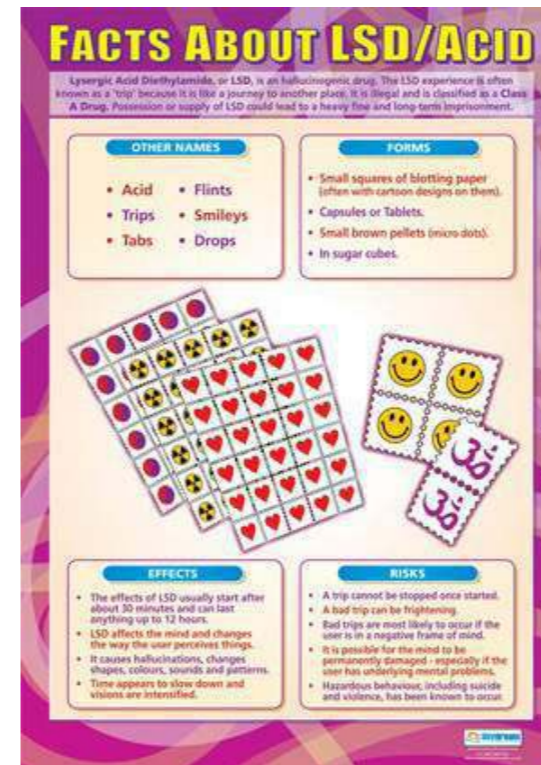 FACTS ABOUT LSD/ACID
Lysergic Acid Diethylamide, or LSD, is an hallucinogenic drug. The LSD experience is often
known as a 'trip' because it is like a journey to another place. It is illegal and is classified as a Class
A Drug. Possession or supply of LSD could lead to a heavy fine and long-term imprisonment.
OTHER NAMES
• Acid
• Trips
• Tabs
• Flints
• Smileys
• Drops
FORMS
• Small squares of blotting paper
(often with cartoon designs on them).
• Capsules or Tablets.
• Small brown pellets (micro dots).
• In sugar cubes.
ॐ
ॐ
EFFECTS
• The effects of LSD usually start after
about 30 minutes and can last
anything up to 12 hours.
• LSD affects the mind and changes
the way the user perceives things.
• It causes hallucinations, changes
shapes, colours, sounds and patterns.
• Time appears to slow down and
visions are intensified.
RISKS
• A trip cannot be stopped once started.
• A bad trip can be frightening.
• Bad trips are most likely to occur if the
user is in a negative frame of mind.
• It is possible for the mind to be
permanently damaged - especially if the
user has underlying mental problems.
• Hazardous behaviour, including suicide
and violence, has been known to occur.